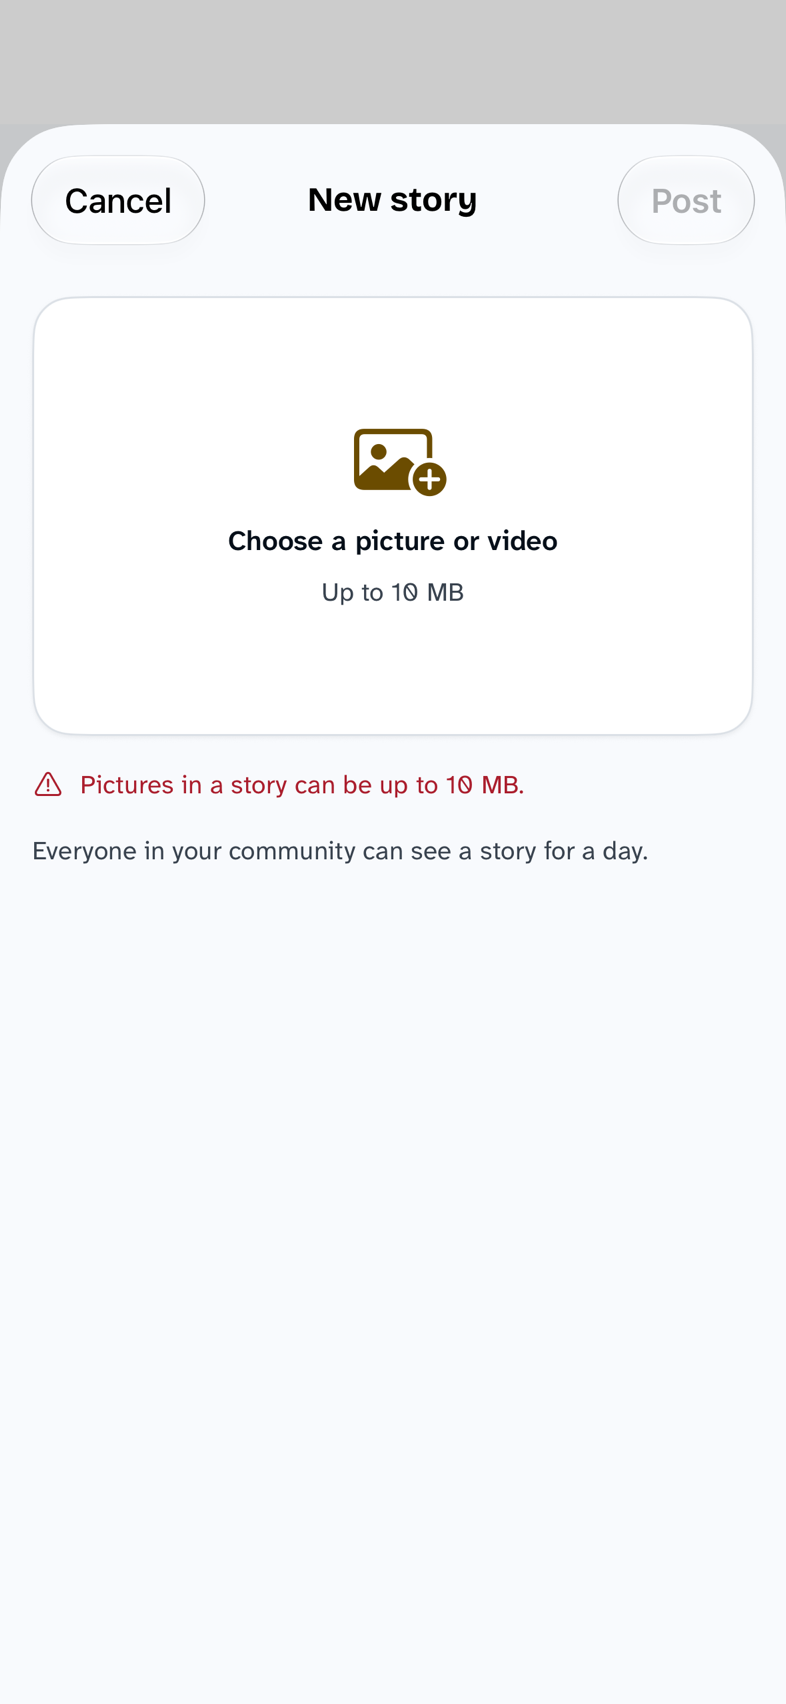 Cancel
New story
Post
Choose a picture or video
Up to 10 MB
Pictures in a story can be up to 10 MB.
Everyone in your community can see a story for a day.